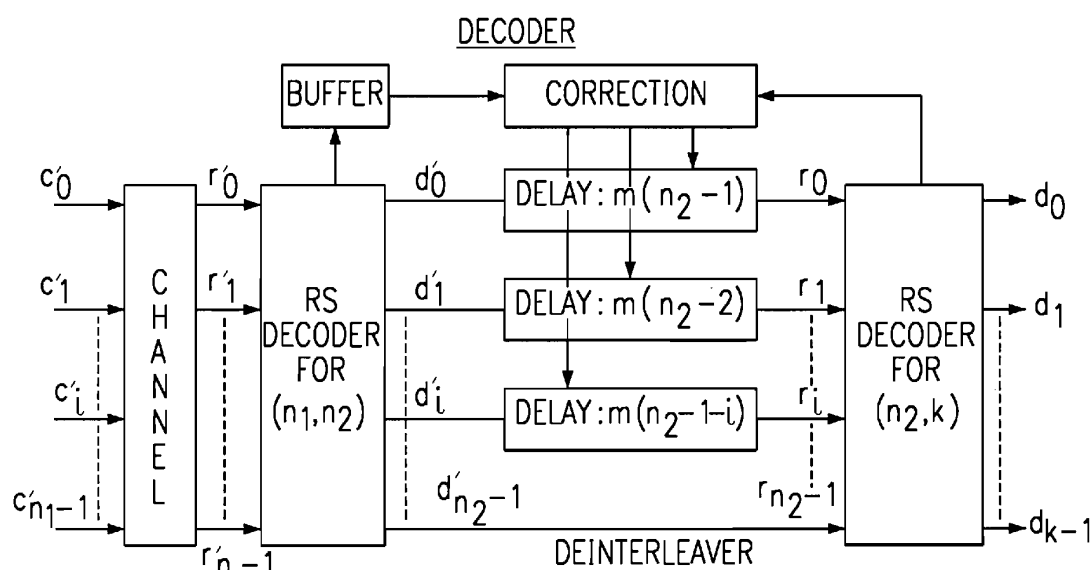 DECODER
BUFFER
CORRECTION
c'0
r'0
d'0
DELAY: m(n2-1)
r0
d0
c'1
r'1
d'1
DELAY: m(n2-2)
r1
d1
CHANNEL
RS
DECODER
FOR
(n1,n2)
RS
DECODER
FOR
(n2,k)
c'i
d'i
DELAY: m(n2-1-i)
ri
c'n1-1
d'n2-1
rn2-1
dk-1
DEINTERLEAVER